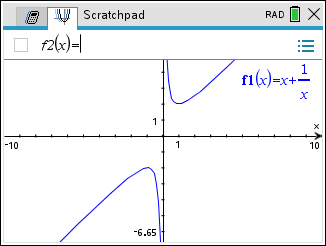 Scratchpad RAD
f2(x)=
f1(x)=x+1/x
1
x
-10 1 10
-6.65